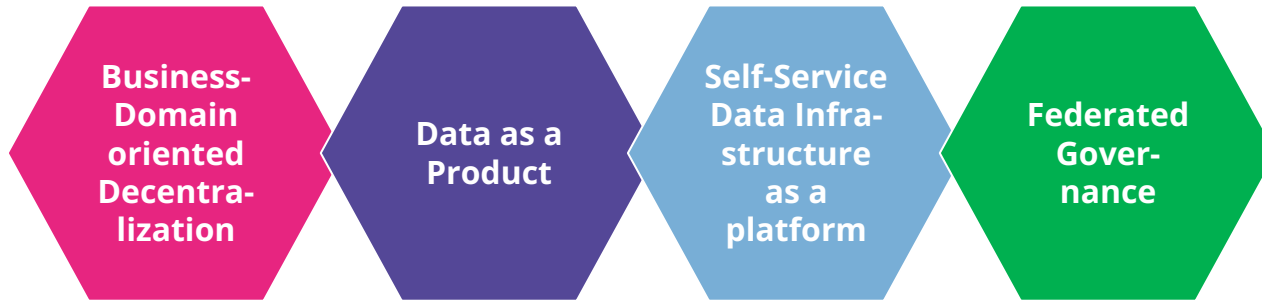 Business-
Domain
oriented
Decentra-
lization
Data as a
Product
Self-Service
Data Infra-
structure
as a
platform
Federated
Gover-
nance